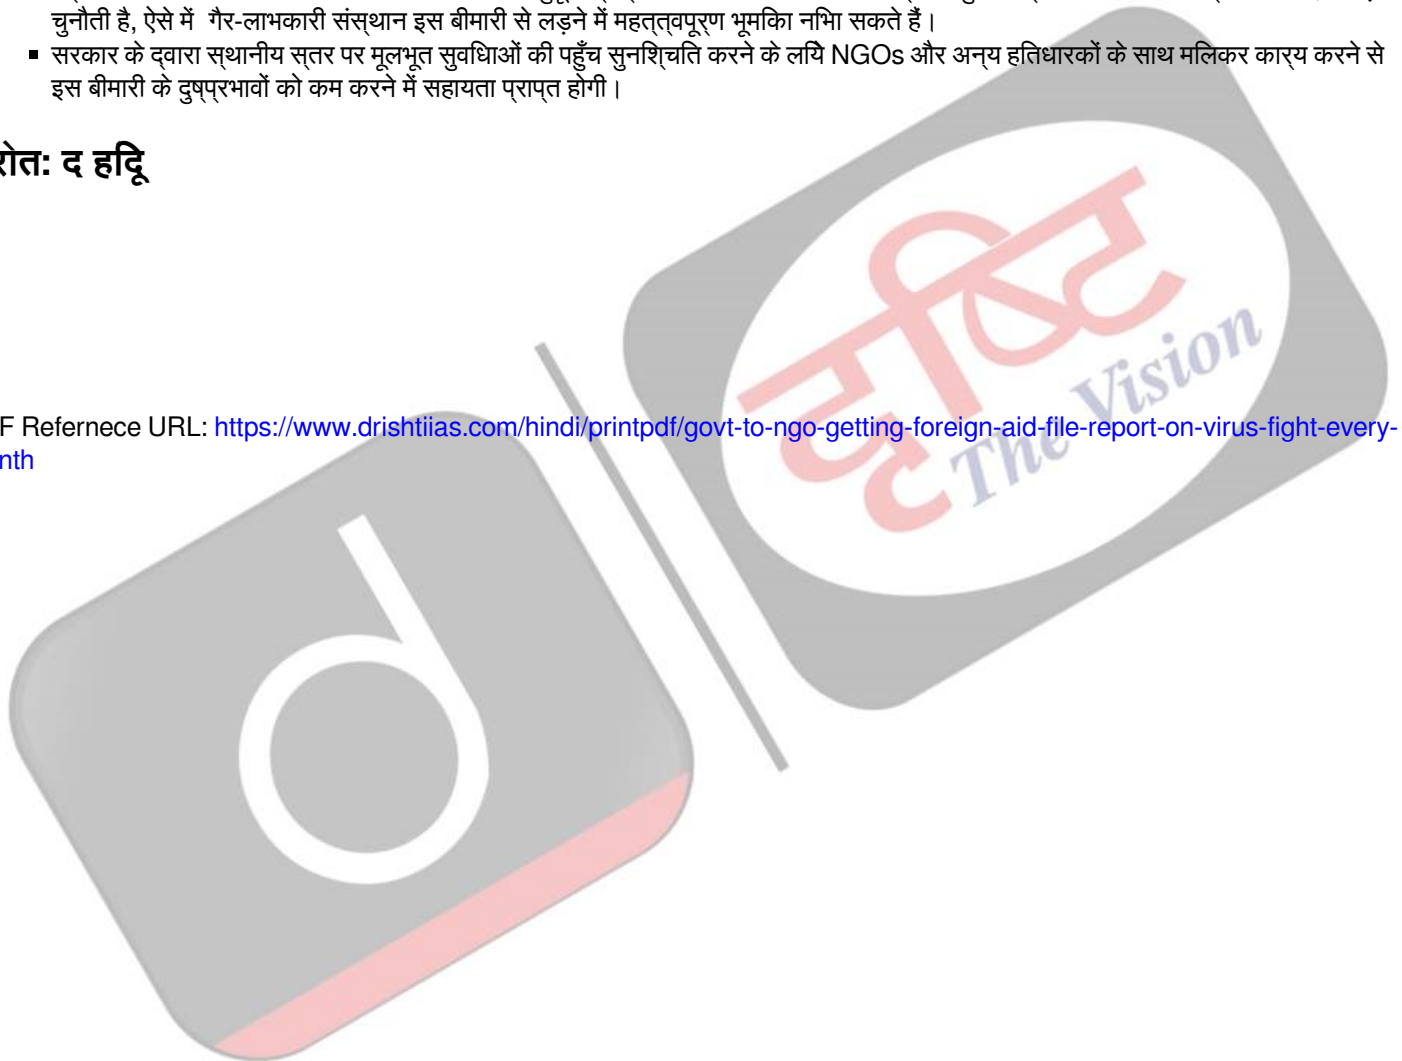 चुनौती है, ऐसे में गैर-लाभकारी संस्थान इस बीमारी से लड़ने में महत्त्वपूर्ण भूमिका निभा सकते हैं।
▪ सरकार के द्वारा स्थानीय स्तर पर मूलभूत सुविधाओं की पहुँच सुनिश्चित करने के लिये NGOs और अन्य हितधारकों के साथ मिलकर कार्य करने से
इस बीमारी के दुष्प्रभावों को कम करने में सहायता प्राप्त होगी।
रोत: द हिंदू
F Refernece URL: https://www.drishtiias.com/hindi/printpdf/govt-to-ngo-getting-foreign-aid-file-report-on-virus-fight-every-
nth
दृष्टि
The Vision
d